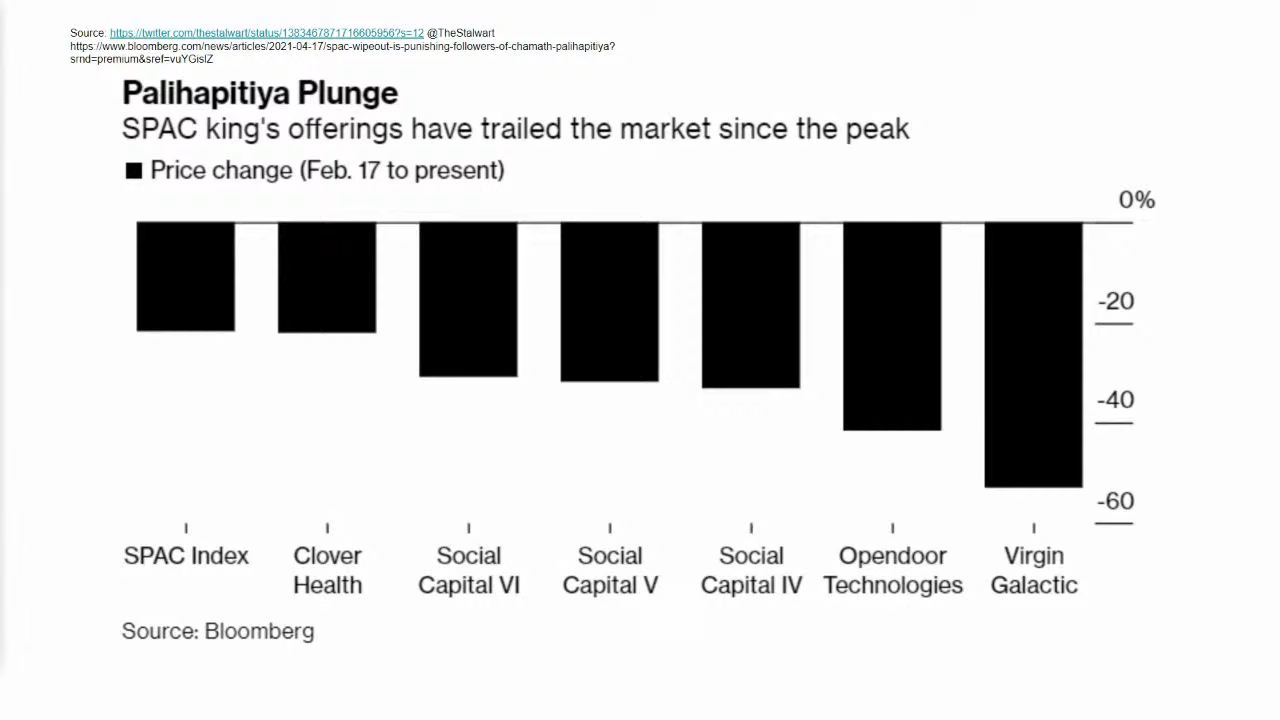 Source: https://twitter.com/thestalwart/status/1383467871716605956?s=12 @TheStalwart
https://www.bloomberg.com/news/articles/2021-04-17/spac-wipeout-is-punishing-followers-of-chamath-palihapitiya?
srnd=premium&sref=vuYGislZ
Palihapitiya Plunge
SPAC king's offerings have trailed the market since the peak
Price change (Feb. 17 to present)
0%
-20
-40
-60
SPAC Index
Clover
Health
Social
Capital VI
Social
Capital V
Social
Capital IV
Opendoor
Technologies
Virgin
Galactic
Source: Bloomberg